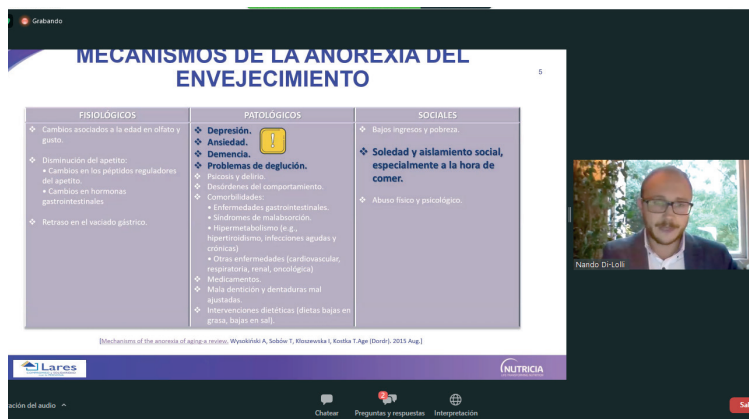 Grabando
MECANISMOS DE LA ANOREXIA DEL
ENVEJECIMIENTO
5
FISIOLÓGICOS
❖ Cambios asociados a la edad en olfato y
gusto.
❖ Disminución del apetito:
• Cambios en los péptidos reguladores
del apetito.
• Cambios en hormonas
gastrointestinales
❖ Retraso en el vaciado gástrico.
PATOLÓGICOS
❖ Depresión.
❖ Ansiedad.
❖ Demencia.
❖ Problemas de deglución.
❖ Psicosis y delirio.
❖ Desórdenes del comportamiento.
❖ Comorbilidades:
• Enfermedades gastrointestinales.
• Síndromes de malabsorción.
• Hipermetabolismo (e.g.,
hipertiroidismo, infecciones agudas y
crónicas)
• Otras enfermedades (cardiovascular,
respiratoria, renal, oncológica)
❖ Medicamentos.
❖ Mala dentición y dentaduras mal
ajustadas.
❖ Intervenciones dietéticas (dietas bajas en
grasa, bajas en sal).
!
SOCIALES
❖ Bajos ingresos y pobreza.
❖ Soledad y aislamiento social,
especialmente a la hora de
comer.
❖ Abuso físico y psicológico.
[Mechanisms of the anorexia of aging-a review. Wysokiński A, Sobów T, Kłoszewska I, Kostka T.Age (Dordr). 2015 Aug.]
Lares
NUTRICIA
Nando Di-Lolli
ración del audio
Chatear
2
Preguntas y respuestas
Interpretación
Sal